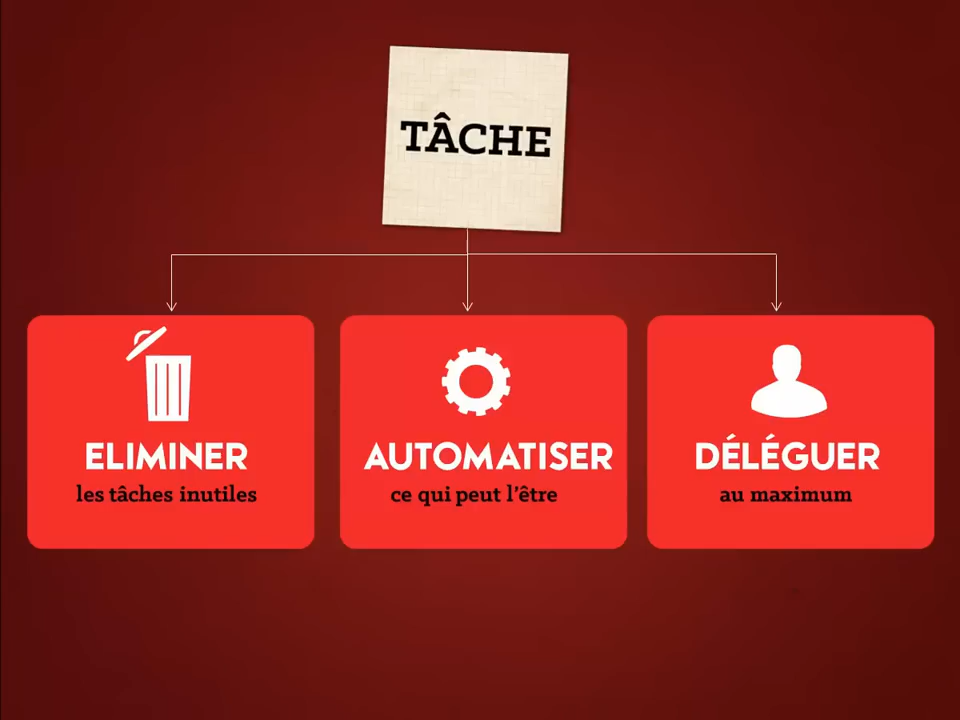 TÂCHE
ELIMINER
les tâches inutiles
AUTOMATISER
ce qui peut l'être
DÉLÉGUER
au maximum